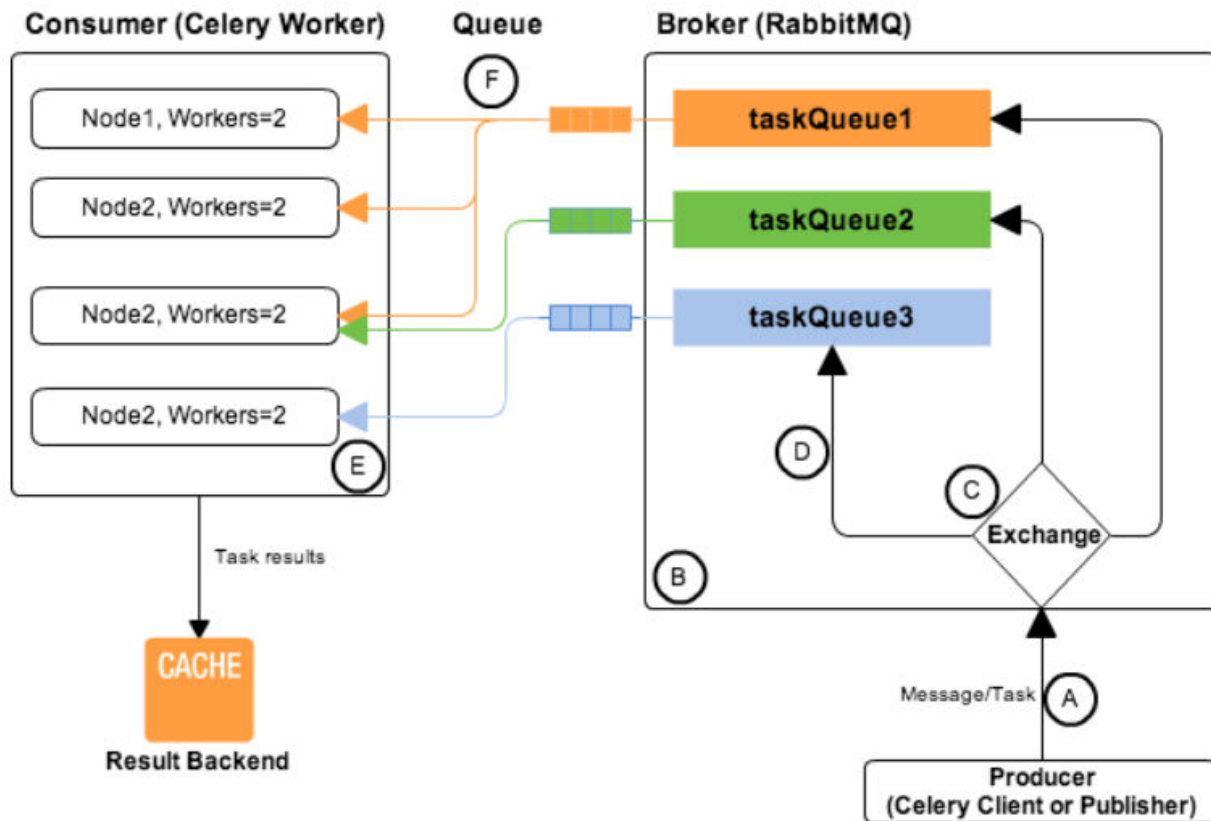 Consumer (Celery Worker)
Queue
Broker (RabbitMQ)
F
Node1, Workers=2
taskQueue1
Node2, Workers=2
taskQueue2
Node2, Workers=2
taskQueue3
Node2, Workers=2
E
D
C
Exchange
Task results
B
CACHE
Message/Task
A
Result Backend
Producer
(Celery Client or Publisher)